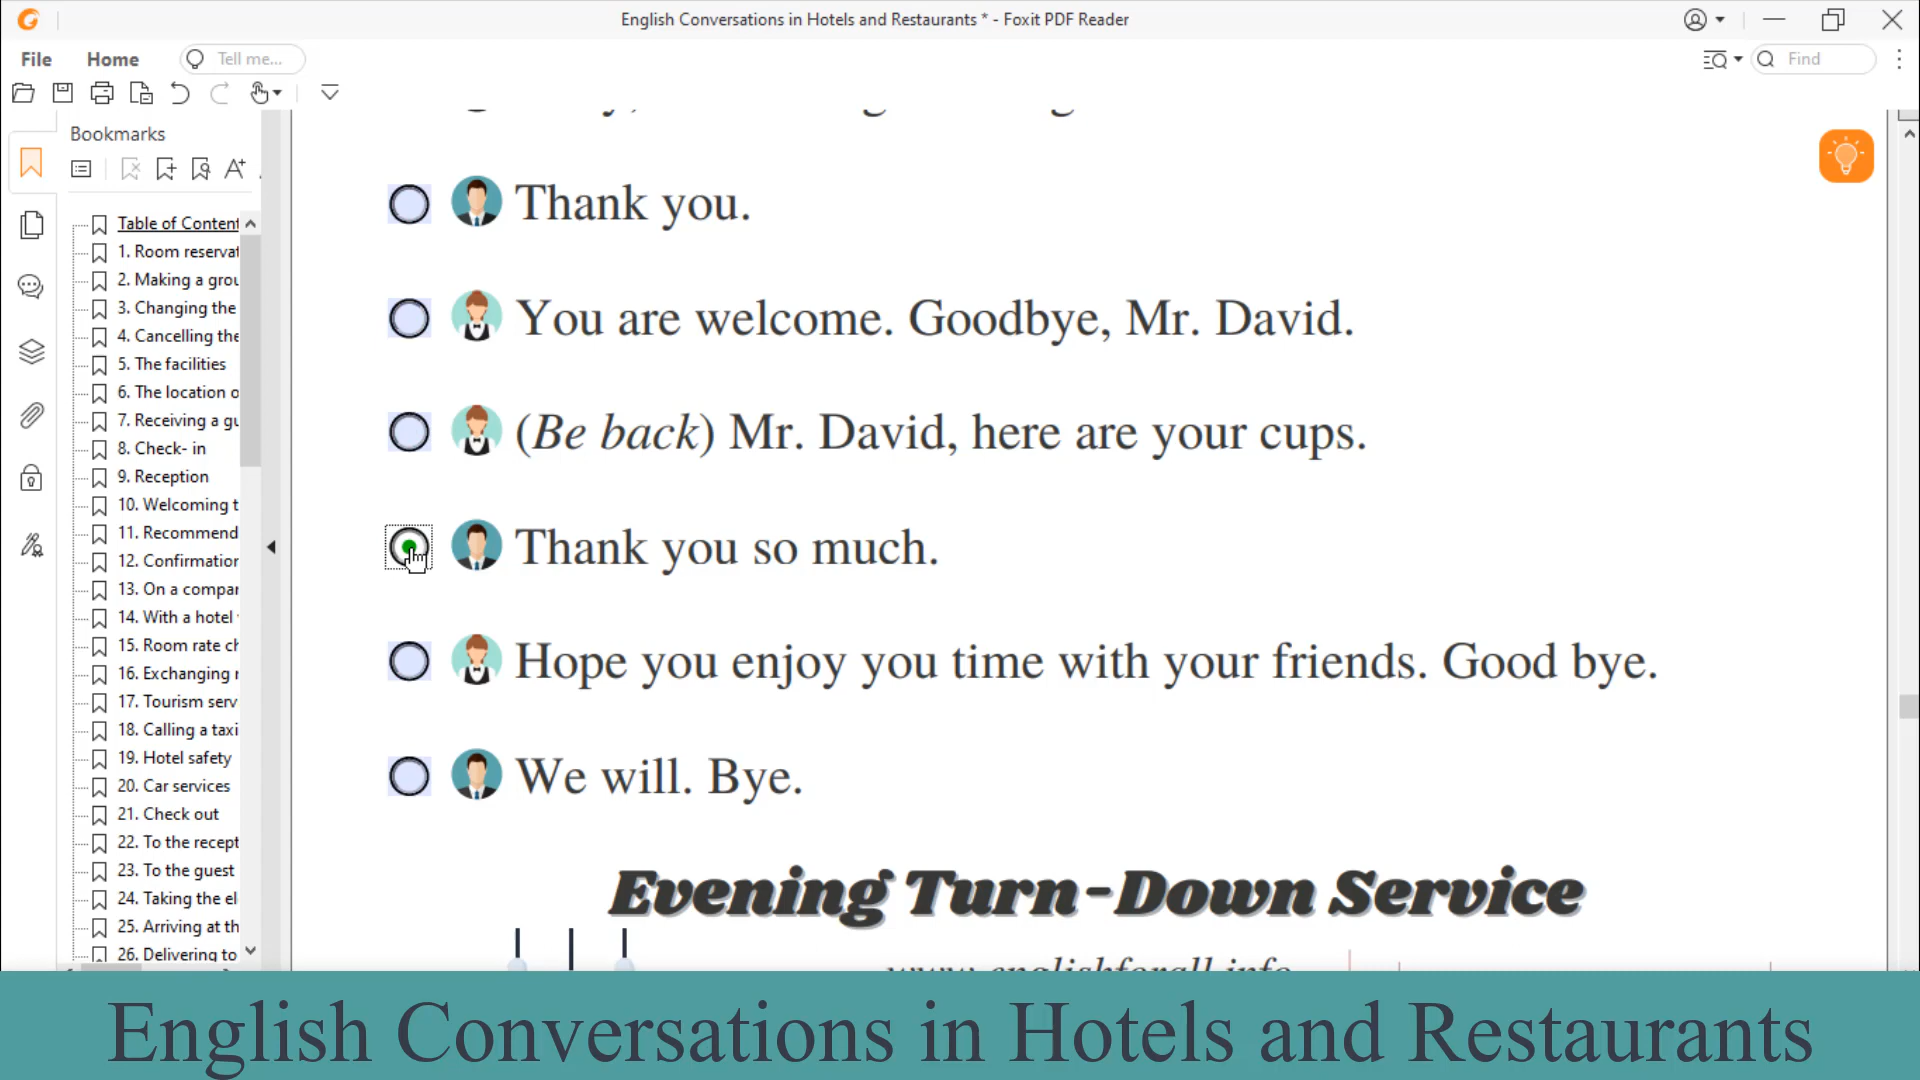 English Conversations in Hotels and Restaurants * - Foxit PDF Reader
File
Home
Tell me...
Find
Bookmarks
Table of Content
1. Room reservat
2. Making a grou
3. Changing the
4. Cancelling the
5. The facilities
6. The location o
7. Receiving a gu
8. Check- in
9. Reception
10. Welcoming t
11. Recommend
12. Confirmation
13. On a compar
14. With a hotel
15. Room rate ch
16. Exchanging r
17. Tourism serv
18. Calling a taxi
19. Hotel safety
20. Car services
21. Check out
22. To the recept
23. To the guest
24. Taking the el
25. Arriving at th
26. Delivering to
Thank you.
You are welcome. Goodbye, Mr. David.
(Be back) Mr. David, here are your cups.
Thank you so much.
Hope you enjoy you time with your friends. Good bye.
We will. Bye.
Evening Turn-Down Service
www.englishforall.info
English Conversations in Hotels and Restaurants